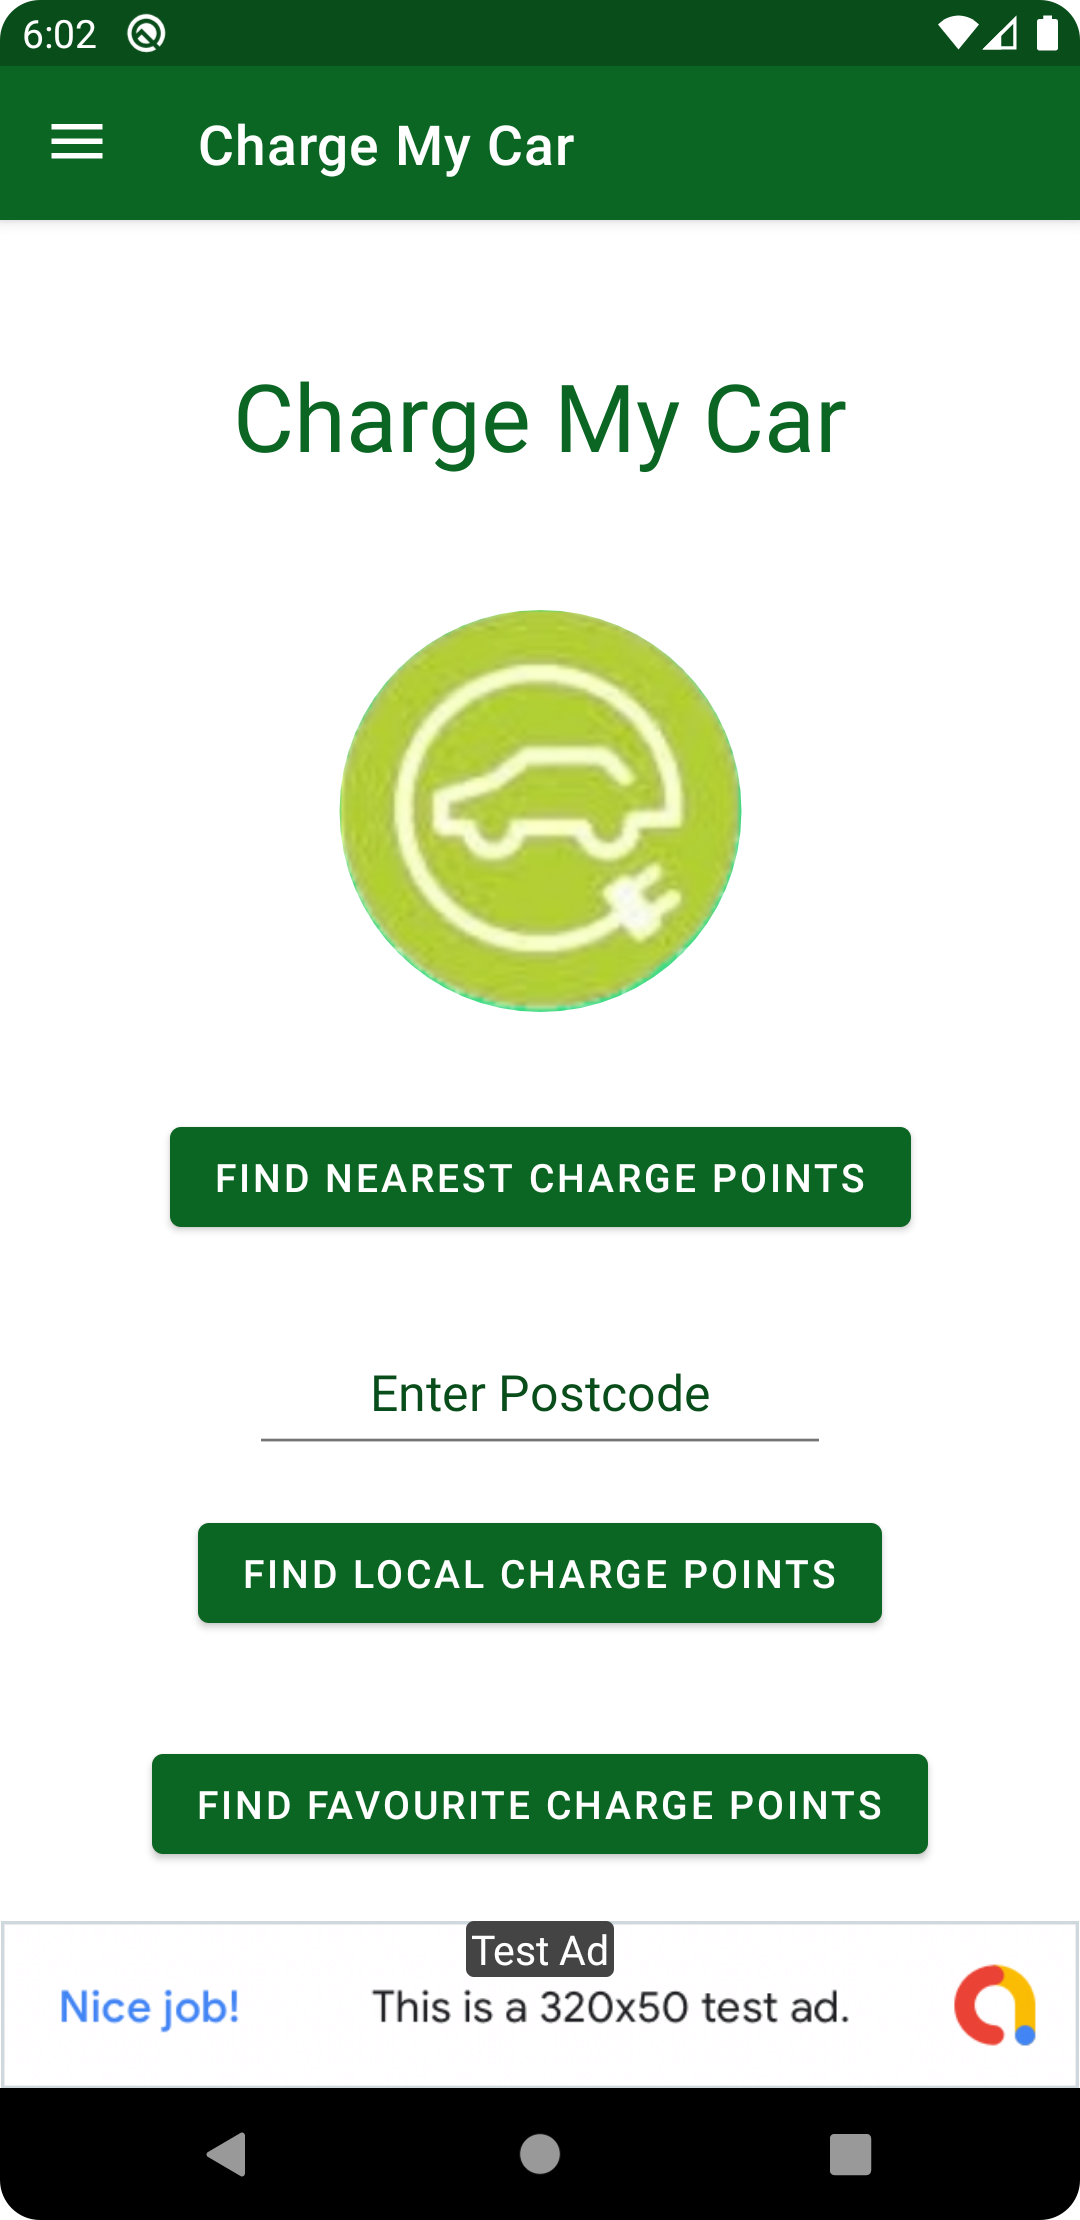 6:02
Charge My Car
Charge My Car
FIND NEAREST CHARGE POINTS
Enter Postcode
FIND LOCAL CHARGE POINTS
FIND FAVOURITE CHARGE POINTS
Test Ad
Nice job! This is a 320x50 test ad.